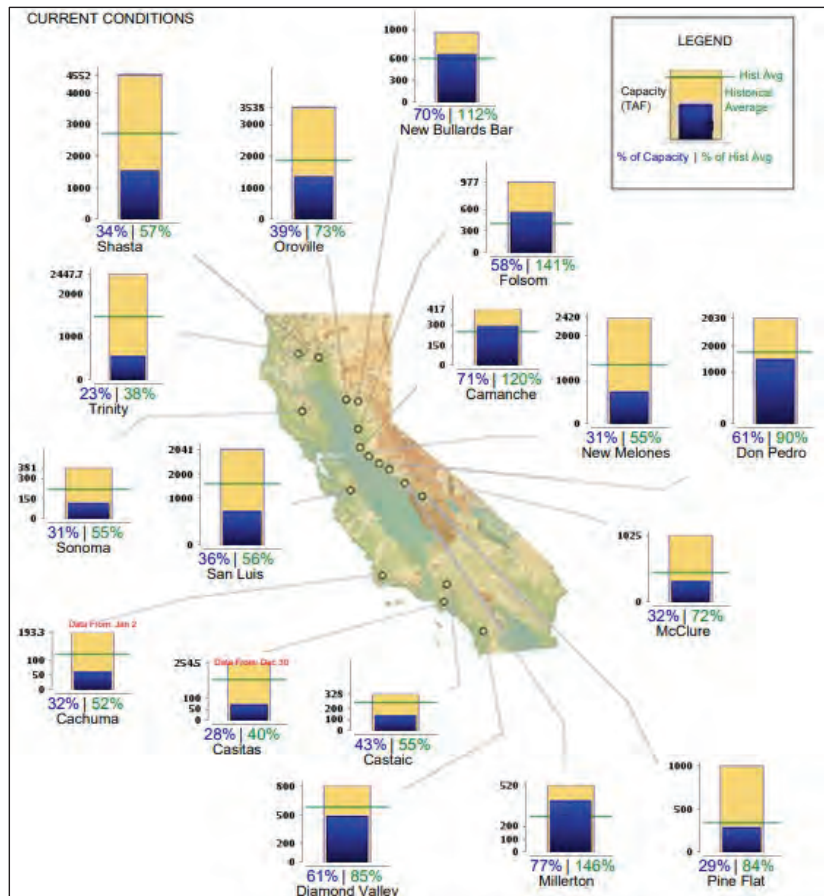 CURRENT CONDITIONS
LEGEND
Hist Avg
Capacity
(TAF)
Historical
Average
% of Capacity | % of Hist Avg
4552
4000
3000
2000
1000
0
34% | 57%
Shasta
3538
3000
2000
1000
0
39% | 73%
Oroville
1000
600
300
0
70% | 112%
New Bullards Bar
977
600
300
0
58% | 141%
Folsom
2447.7
2000
1000
0
23% | 38%
Trinity
417
300
150
0
71% | 120%
Camanche
2420
2000
1000
0
31% | 55%
New Melones
2030
2000
1000
0
61% | 90%
Don Pedro
381
300
150
0
31% | 55%
Sonoma
2041
2000
1000
0
36% | 56%
San Luis
1025
0
32% | 72%
McClure
Data From: Jan 2
193.3
100
50
0
32% | 52%
Cachuma
Data From: Dec 30
254.5
100
50
0
28% | 40%
Casitas
325
200
100
0
43% | 55%
Castaic
800
500
200
0
61% | 85%
Diamond Valley
520
200
100
0
77% | 146%
Millerton
1000
500
0
29% | 84%
Pine Flat